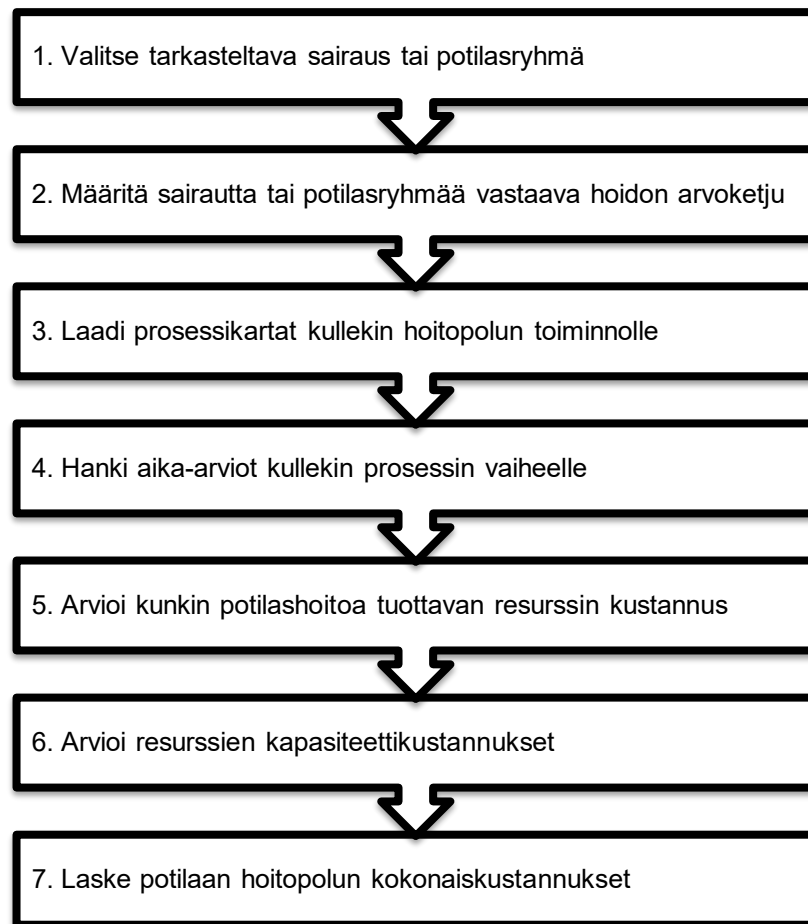 1. Valitse tarkasteltava sairaus tai potilasryhmä
2. Määritä sairautta tai potilasryhmää vastaava hoidon arvoketju
3. Laadi prosessikartat kullekin hoitopolun toiminnolle
4. Hanki aika-arviot kullekin prosessin vaiheelle
5. Arvioi kunkin potilashoitoa tuottavan resurssin kustannus
6. Arvioi resurssien kapasiteettikustannukset
7. Laske potilaan hoitopolun kokonaiskustannukset